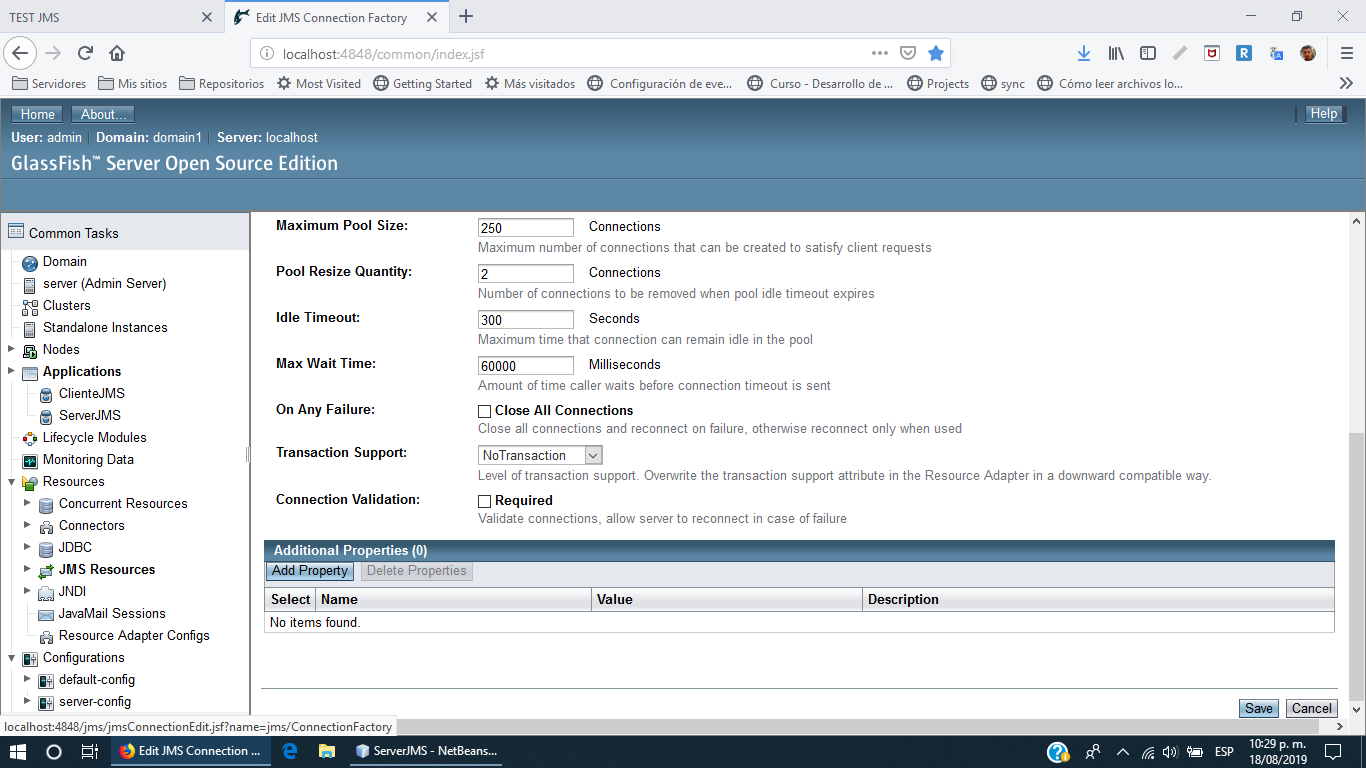 TEST JMS
Edit JMS Connection Factory
localhost:4848/common/index.jsf
Servidores Mis sitios Repositorios Most Visited Getting Started Más visitados Configuración de eve... Curso - Desarrollo de ... Projects sync Cómo leer archivos lo...
Home About... Help
User: admin Domain: domain1 Server: localhost
GlassFish™ Server Open Source Edition
Common Tasks
Domain
server (Admin Server)
Clusters
Standalone Instances
Nodes
Applications
ClienteJMS
ServerJMS
Lifecycle Modules
Monitoring Data
Resources
Concurrent Resources
Connectors
JDBC
JMS Resources
JNDI
JavaMail Sessions
Resource Adapter Configs
Configurations
default-config
server-config
Maximum Pool Size: 250 Connections
Maximum number of connections that can be created to satisfy client requests
Pool Resize Quantity: 2 Connections
Number of connections to be removed when pool idle timeout expires
Idle Timeout: 300 Seconds
Maximum time that connection can remain idle in the pool
Max Wait Time: 60000 Milliseconds
Amount of time caller waits before connection timeout is sent
On Any Failure: Close All Connections
Close all connections and reconnect on failure, otherwise reconnect only when used
Transaction Support: NoTransaction
Level of transaction support. Overwrite the transaction support attribute in the Resource Adapter in a downward compatible way.
Connection Validation: Required
Validate connections, allow server to reconnect in case of failure
Additional Properties (0)
Add Property Delete Properties
Select Name Value Description
No items found.
Save Cancel
localhost:4848/jms/jmsConnectionEdit.jsf?name=jms/ConnectionFactory
Edit JMS Connection ... ServerJMS - NetBeans... ESP 10:29 p. m.
18/08/2019